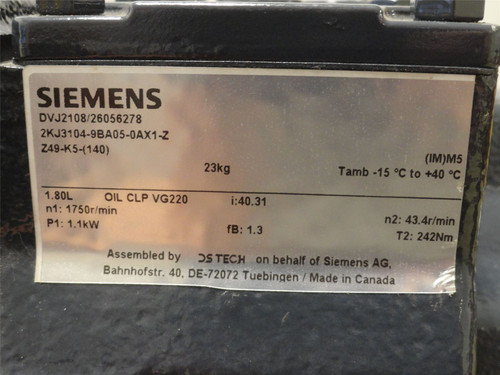 SIEMENS
DVJ2108/26056278
2KJ3104-9BA05-0AX1-Z
Z49-K5-(140)
(IM)M5
23kg Tamb -15 °C to +40 °C
1.80L OIL CLP VG220 i:40.31
n1: 1750r/min n2: 43.4r/min
P1: 1.1kW fB: 1.3 T2: 242Nm
Assembled by DS TECH on behalf of Siemens AG,
Bahnhofstr. 40, DE-72072 Tuebingen / Made in Canada